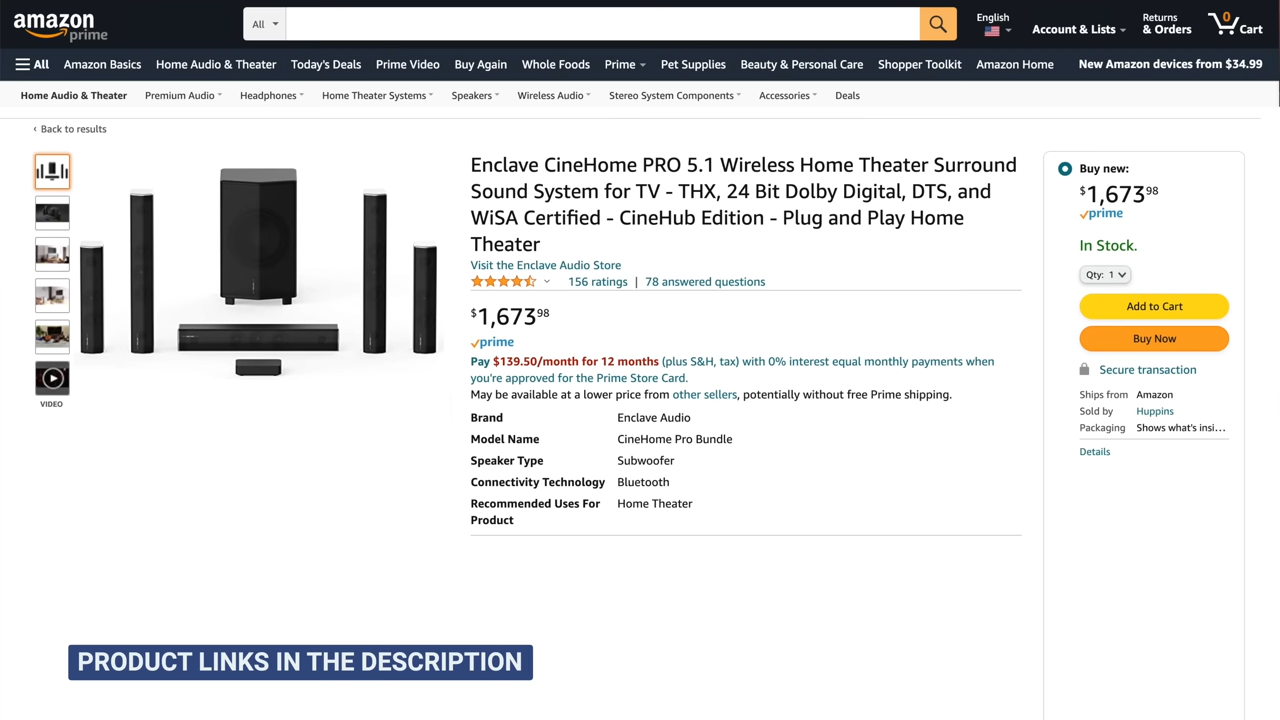 amazon
prime
All
English
Account & Lists
Returns
& Orders
0
Cart
All
Amazon Basics
Home Audio & Theater
Today's Deals
Prime Video
Buy Again
Whole Foods
Prime
Pet Supplies
Beauty & Personal Care
Shopper Toolkit
Amazon Home
New Amazon devices from $34.99
Home Audio & Theater
Premium Audio
Headphones
Home Theater Systems
Speakers
Wireless Audio
Stereo System Components
Accessories
Deals
‹ Back to results
VIDEO
Enclave CineHome PRO 5.1 Wireless Home Theater Surround
Sound System for TV - THX, 24 Bit Dolby Digital, DTS, and
WiSA Certified - CineHub Edition - Plug and Play Home
Theater
Visit the Enclave Audio Store
156 ratings | 78 answered questions
$1,67398
prime
Pay $139.50/month for 12 months (plus S&H, tax) with 0% interest equal monthly payments when
you're approved for the Prime Store Card.
May be available at a lower price from other sellers, potentially without free Prime shipping.
Brand Enclave Audio
Model Name CineHome Pro Bundle
Speaker Type Subwoofer
Connectivity Technology Bluetooth
Recommended Uses For Home Theater
Product
Buy new:
$1,67398
prime
In Stock.
Qty: 1
Add to Cart
Buy Now
Secure transaction
Ships from Amazon
Sold by Huppins
Packaging Shows what's insi…
Details
PRODUCT LINKS IN THE DESCRIPTION